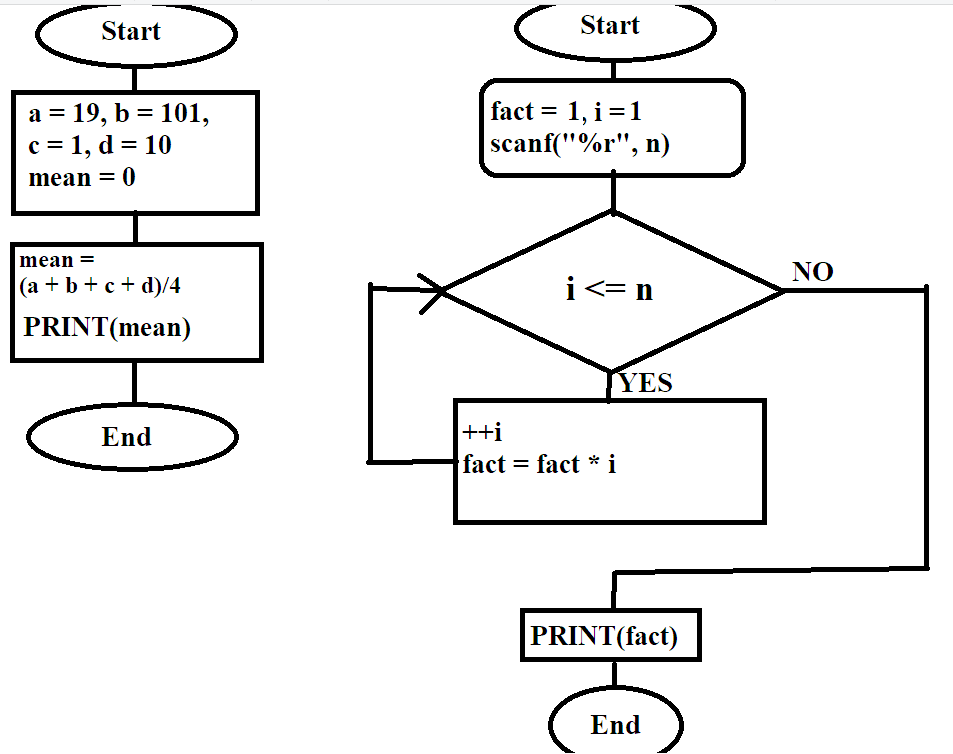 Start
a = 19, b = 101,
c = 1, d = 10
mean = 0
mean =
(a + b + c + d)/4
PRINT(mean)
End
Start
fact = 1, i =1
scanf("%r", n)
i <= n
NO
YES
++i
fact = fact * i
PRINT(fact)
End